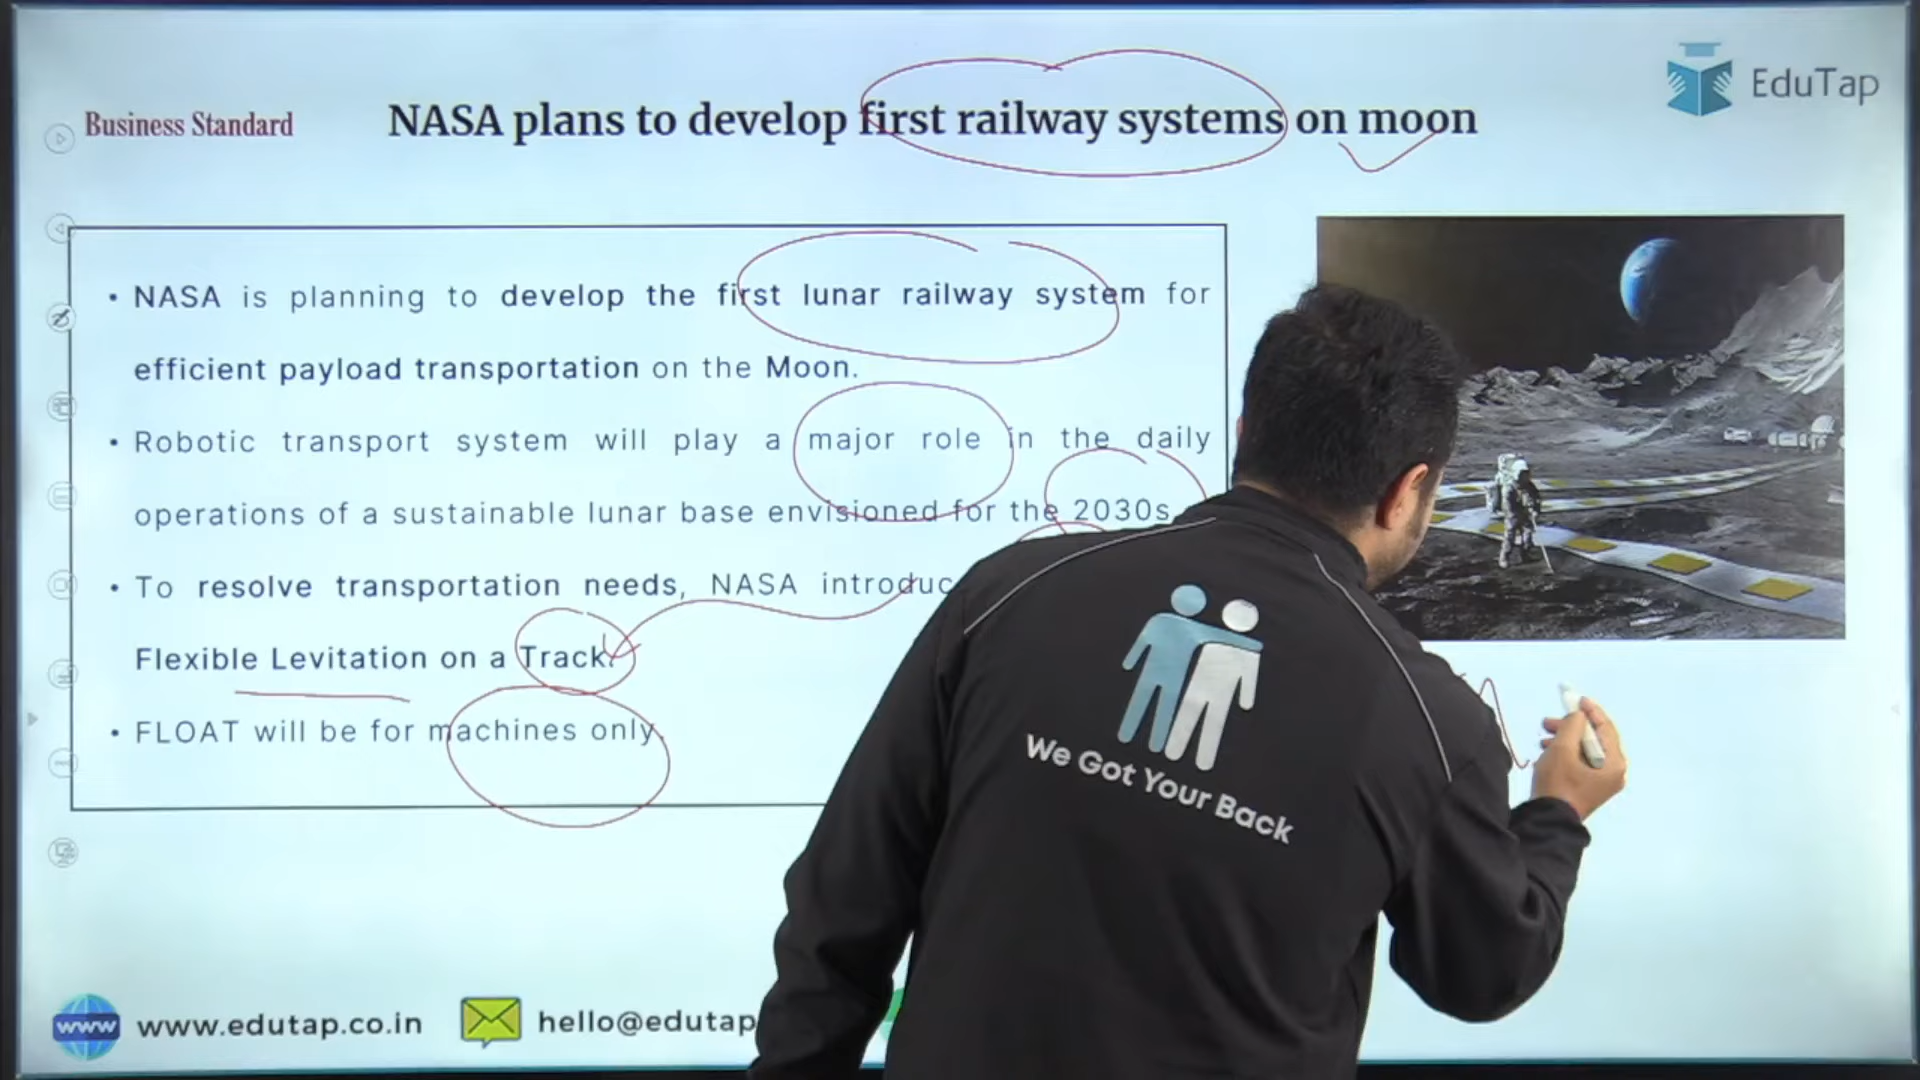 EduTap
Business Standard
NASA plans to develop first railway systems on moon
• NASA is planning to develop the first lunar railway system for
efficient payload transportation on the Moon.
• Robotic transport system will play a major role in the daily
operations of a sustainable lunar base envisioned for the 2030s
• To resolve transportation needs, NASA introduc
Flexible Levitation on a Track.
• FLOAT will be for machines only.
We Got Your Back
www www.edutap.co.in hello@edutap